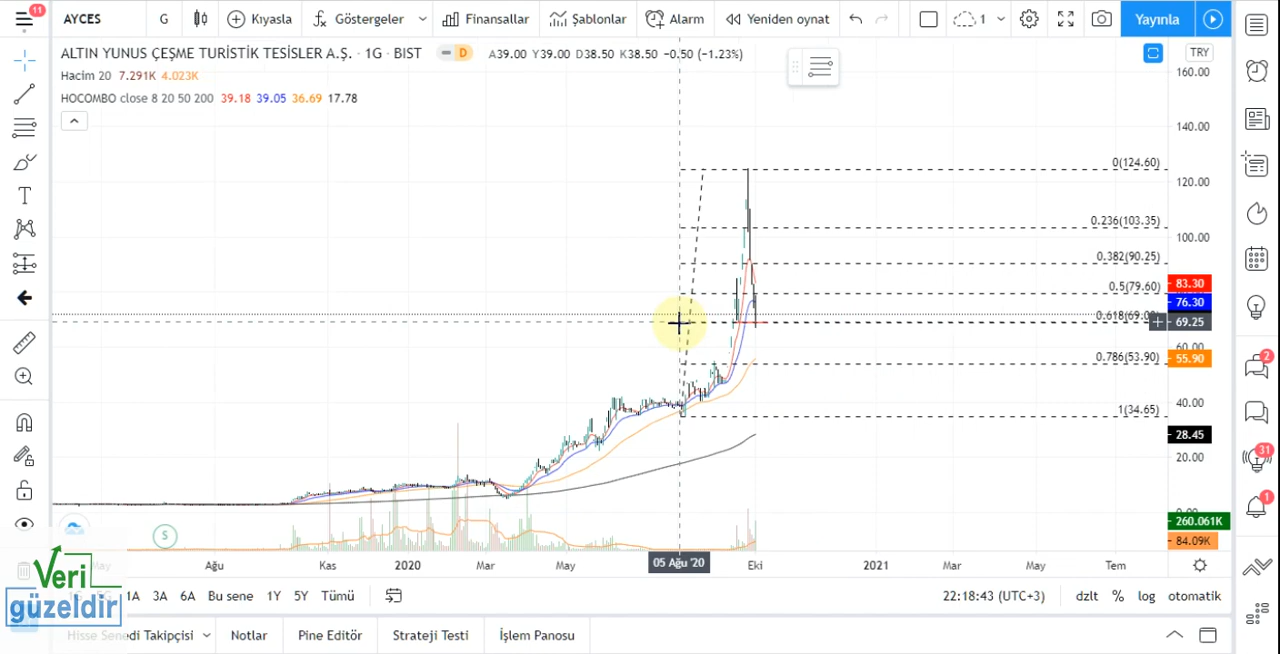 11
AYCES
G
Kıyasla
Göstergeler
Finansallar
Şablonlar
Alarm
Yeniden oynat
1
Yayınla
ALTIN YUNUS ÇEŞME TURİSTİK TESİSLER A.Ş. · 1G · BIST
D
A39.00 Y39.00 D38.50 K38.50 −0.50 (−1.23%)
TRY
Hacim 20 7.291K 4.023K
HOCOMBO close 8 20 50 200 39.18 39.05 36.69 17.78
160.00
140.00
0(124.60)
120.00
0.236(103.35)
100.00
0.382(90.25)
0.5(79.60)
83.30
76.30
0.618(69.00)
69.25
60.00
0.786(53.90)
55.90
1(34.65)
40.00
28.45
20.00
0.00
260.061K
84.09K
S
May
Ağu
Kas
2020
Mar
May
05 Ağu '20
Eki
2021
Mar
May
Tem
2
31
1
Veri
güzeldir
1A
3A
6A
Bu sene
1Y
5Y
Tümü
22:18:43 (UTC+3)
dzlt
%
log
otomatik
Hisse Senedi Takipçisi
Notlar
Pine Editör
Strateji Testi
İşlem Panosu